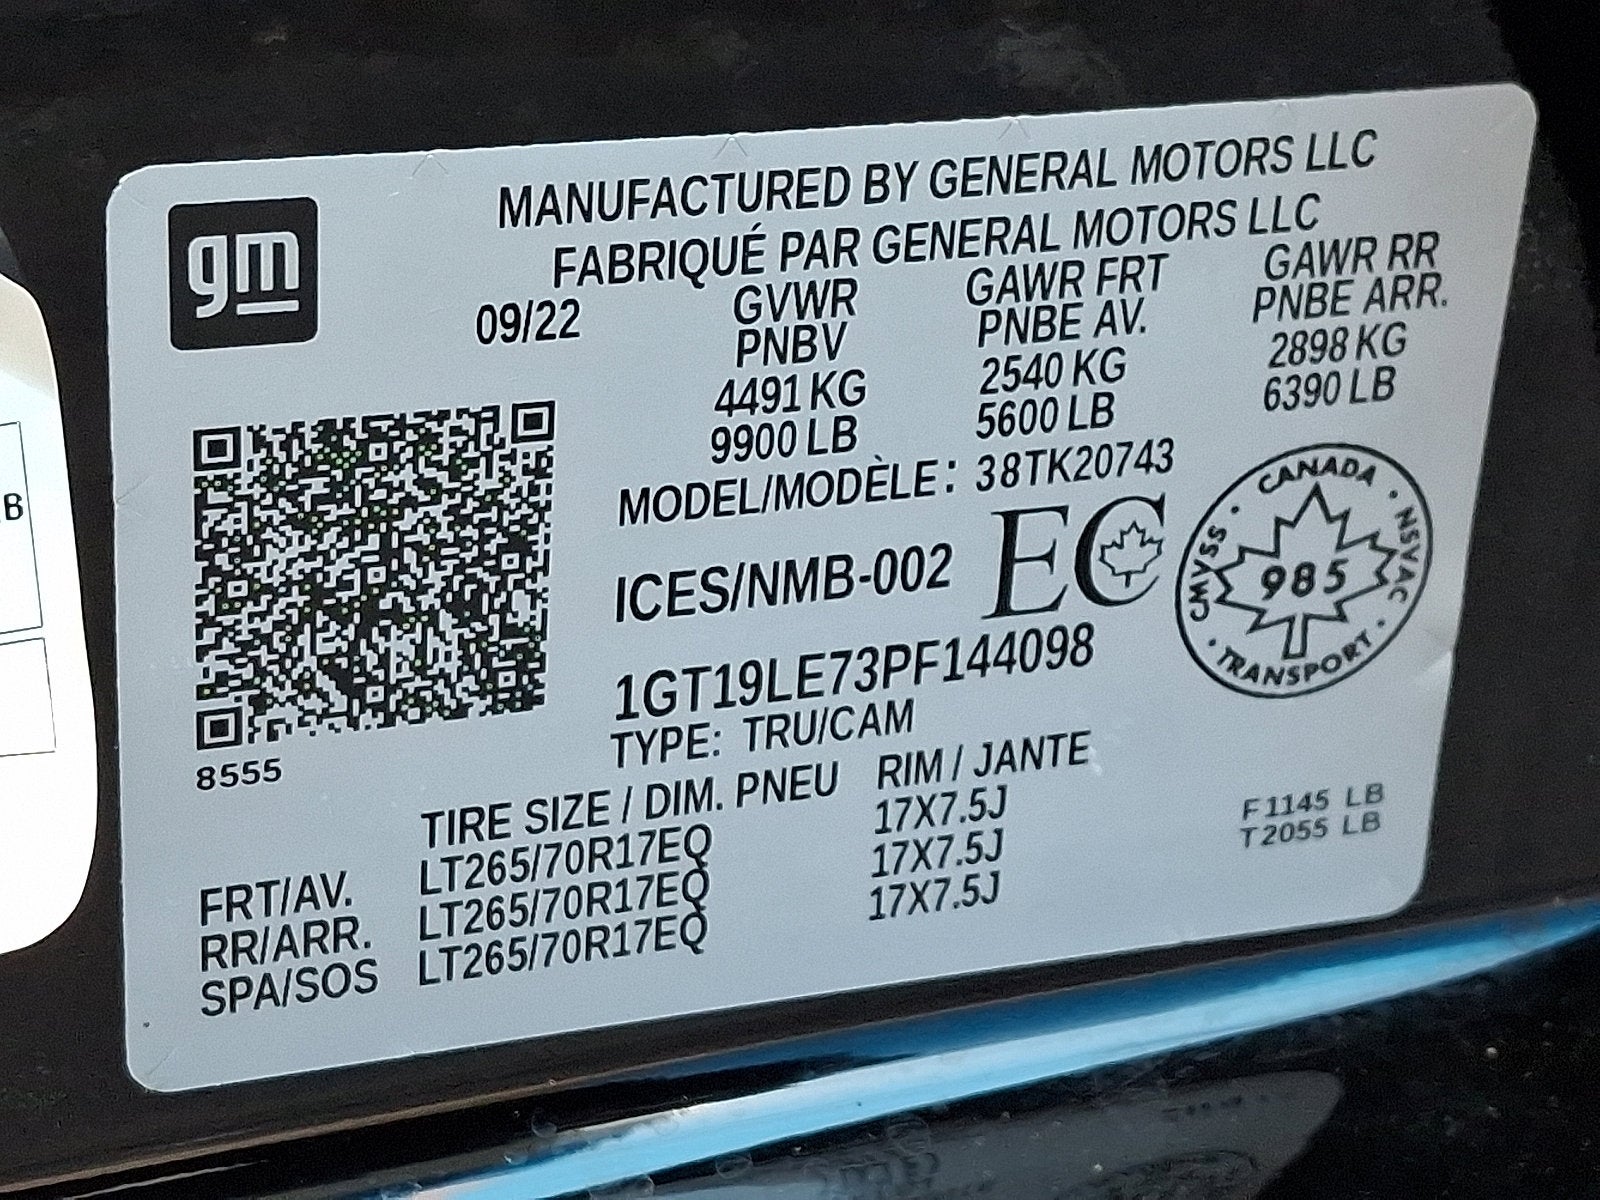 gm
MANUFACTURED BY GENERAL MOTORS LLC
FABRIQUÉ PAR GENERAL MOTORS LLC
09/22
GVWR GAWR FRT GAWR RR
PNBV PNBE AV. PNBE ARR.
4491 KG 2540 KG 2898 KG
9900 LB 5600 LB 6390 LB
MODEL/MODÈLE: 38TK20743
ICES/NMB-002 EC
CANADA · NSVAC · TRANSPORT · CMVSS ·
985
1GT19LE73PF144098
TYPE: TRU/CAM
8555
TIRE SIZE / DIM. PNEU RIM / JANTE
FRT/AV. LT265/70R17EQ 17X7.5J
RR/ARR. LT265/70R17EQ 17X7.5J
SPA/SOS LT265/70R17EQ 17X7.5J
F1145 LB
T2055 LB
B